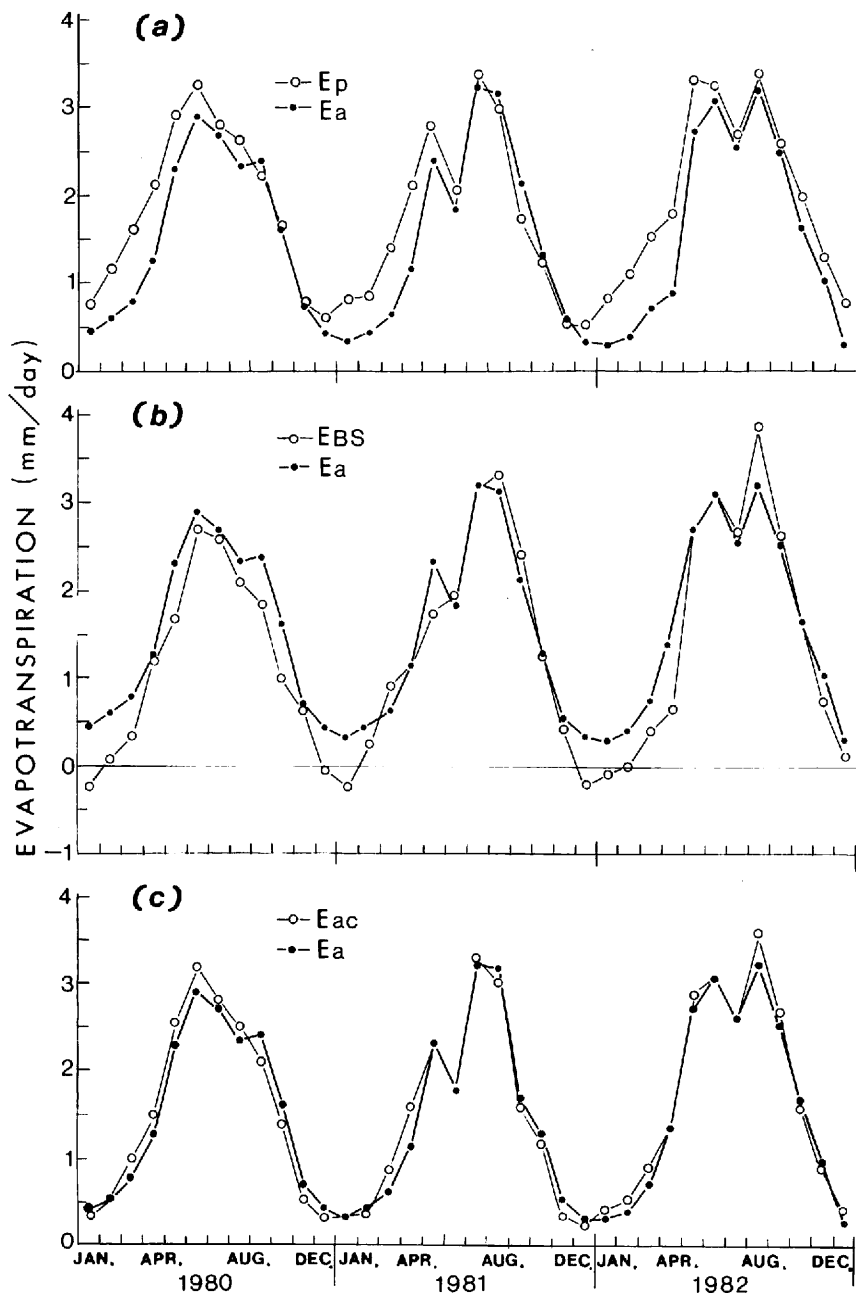 EVAPOTRANSPIRATION (mm/day)
(a)
Ep
Ea
4
3
2
1
0
(b)
EBS
Ea
4
3
2
1
0
−1
(c)
Eac
Ea
4
3
2
1
0
JAN. APR. AUG. DEC. JAN. APR. AUG. DEC. JAN. APR. AUG. DEC.
1980 1981 1982